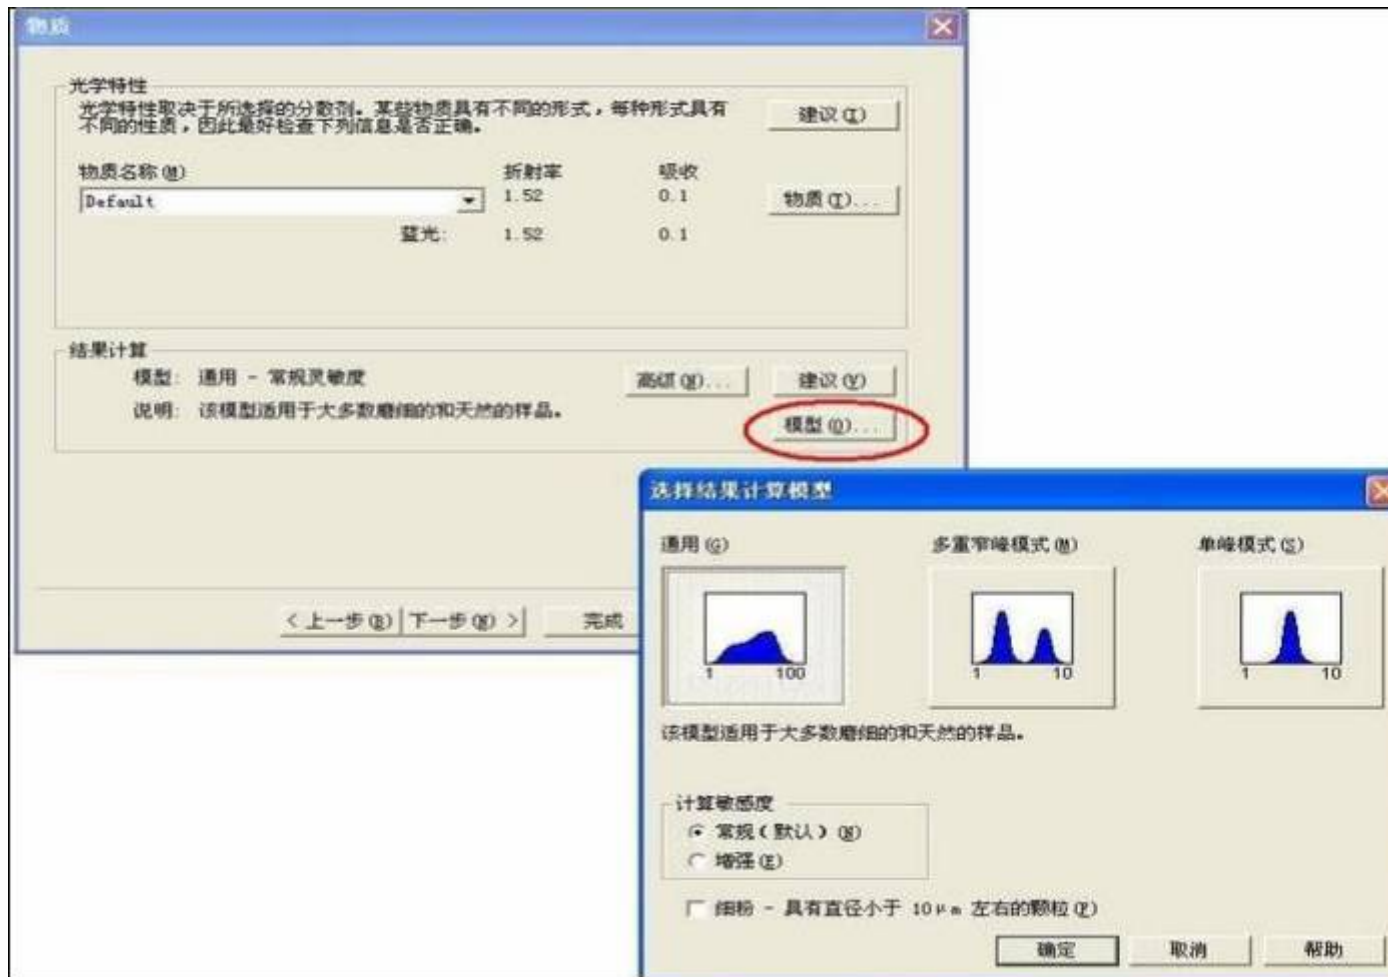 物质
光学特性
光学特性取决于所选择的分散剂。某些物质具有不同的形式，每种形式具有
不同的性质，因此最好检查下列信息是否正确。
建议(I)
物质名称(M)
折射率
吸收
Default
1.52
0.1
物质(T)...
蓝光:
1.52
0.1
结果计算
模型: 通用 - 常规灵敏度
高级(X)...
建议(Y)
说明: 该模型适用于大多数磨细的和天然的样品。
模型(O)...
< 上一步(B)
下一步(N) >
完成
选择结果计算模型
通用(G)
多重窄峰模式(M)
单峰模式(S)
1 100
1 10
1 10
该模型适用于大多数磨细的和天然的样品。
计算敏感度
常规(默认)(N)
增强(E)
细粉 - 具有直径小于 10μm 左右的颗粒(F)
确定
取消
帮助